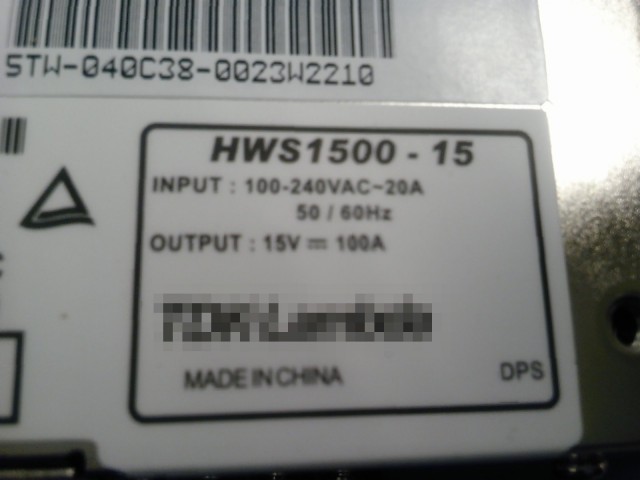 5TW-040C38-0023W2210
HWS1500 - 15
INPUT : 100-240VAC~20A
50 / 60Hz
OUTPUT : 15V ⎓ 100A
MADE IN CHINA
DPS